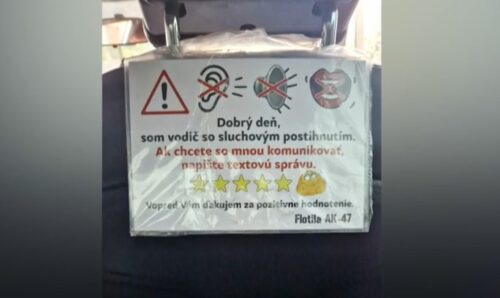 Dobrý deň,
som vodič so sluchovým postihnutím.
Ak chcete so mnou komunikovať,
napíšte textovú správu.
Vopred Vám ďakujem za pozitívne hodnotenie.
Flotila AK-47